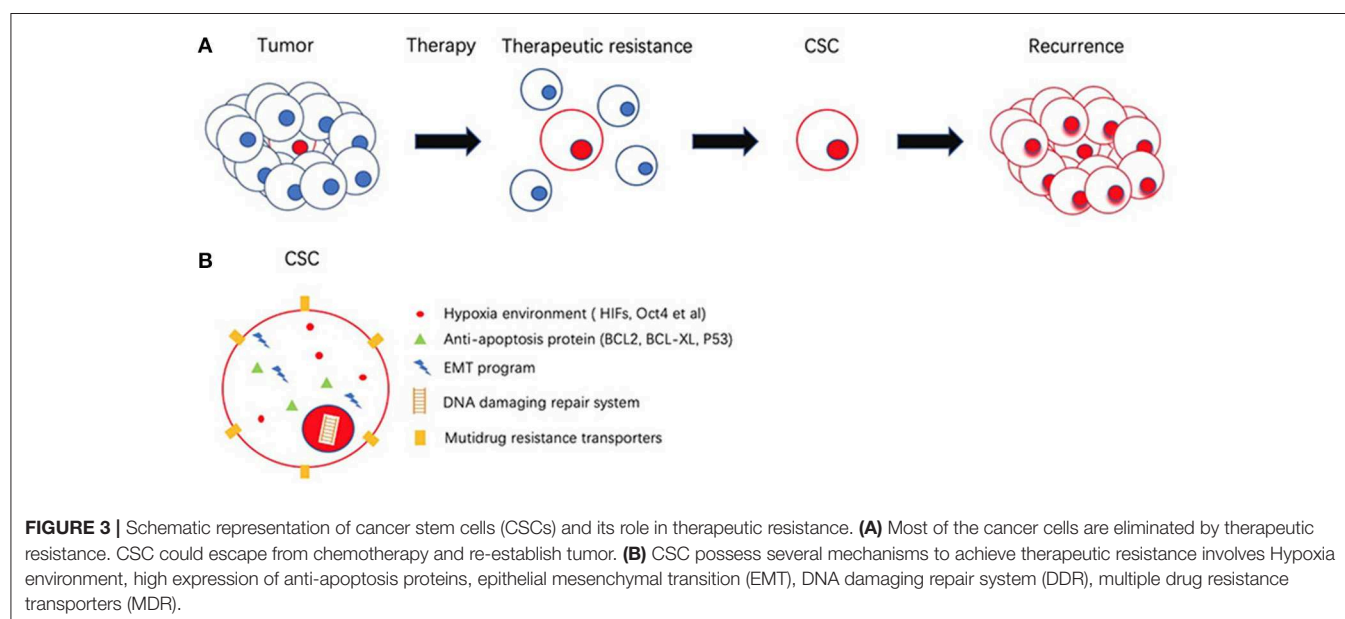 A
Tumor
Therapy
Therapeutic resistance
CSC
Recurrence
B
CSC
Hypoxia environment ( HIFs, Oct4 et al)
Anti-apoptosis protein (BCL2, BCL-XL, P53)
EMT program
DNA damaging repair system
Mutidrug resistance transporters
FIGURE 3 | Schematic representation of cancer stem cells (CSCs) and its role in therapeutic resistance. (A) Most of the cancer cells are eliminated by therapeutic
resistance. CSC could escape from chemotherapy and re-establish tumor. (B) CSC possess several mechanisms to achieve therapeutic resistance involves Hypoxia
environment, high expression of anti-apoptosis proteins, epithelial mesenchymal transition (EMT), DNA damaging repair system (DDR), multiple drug resistance
transporters (MDR).